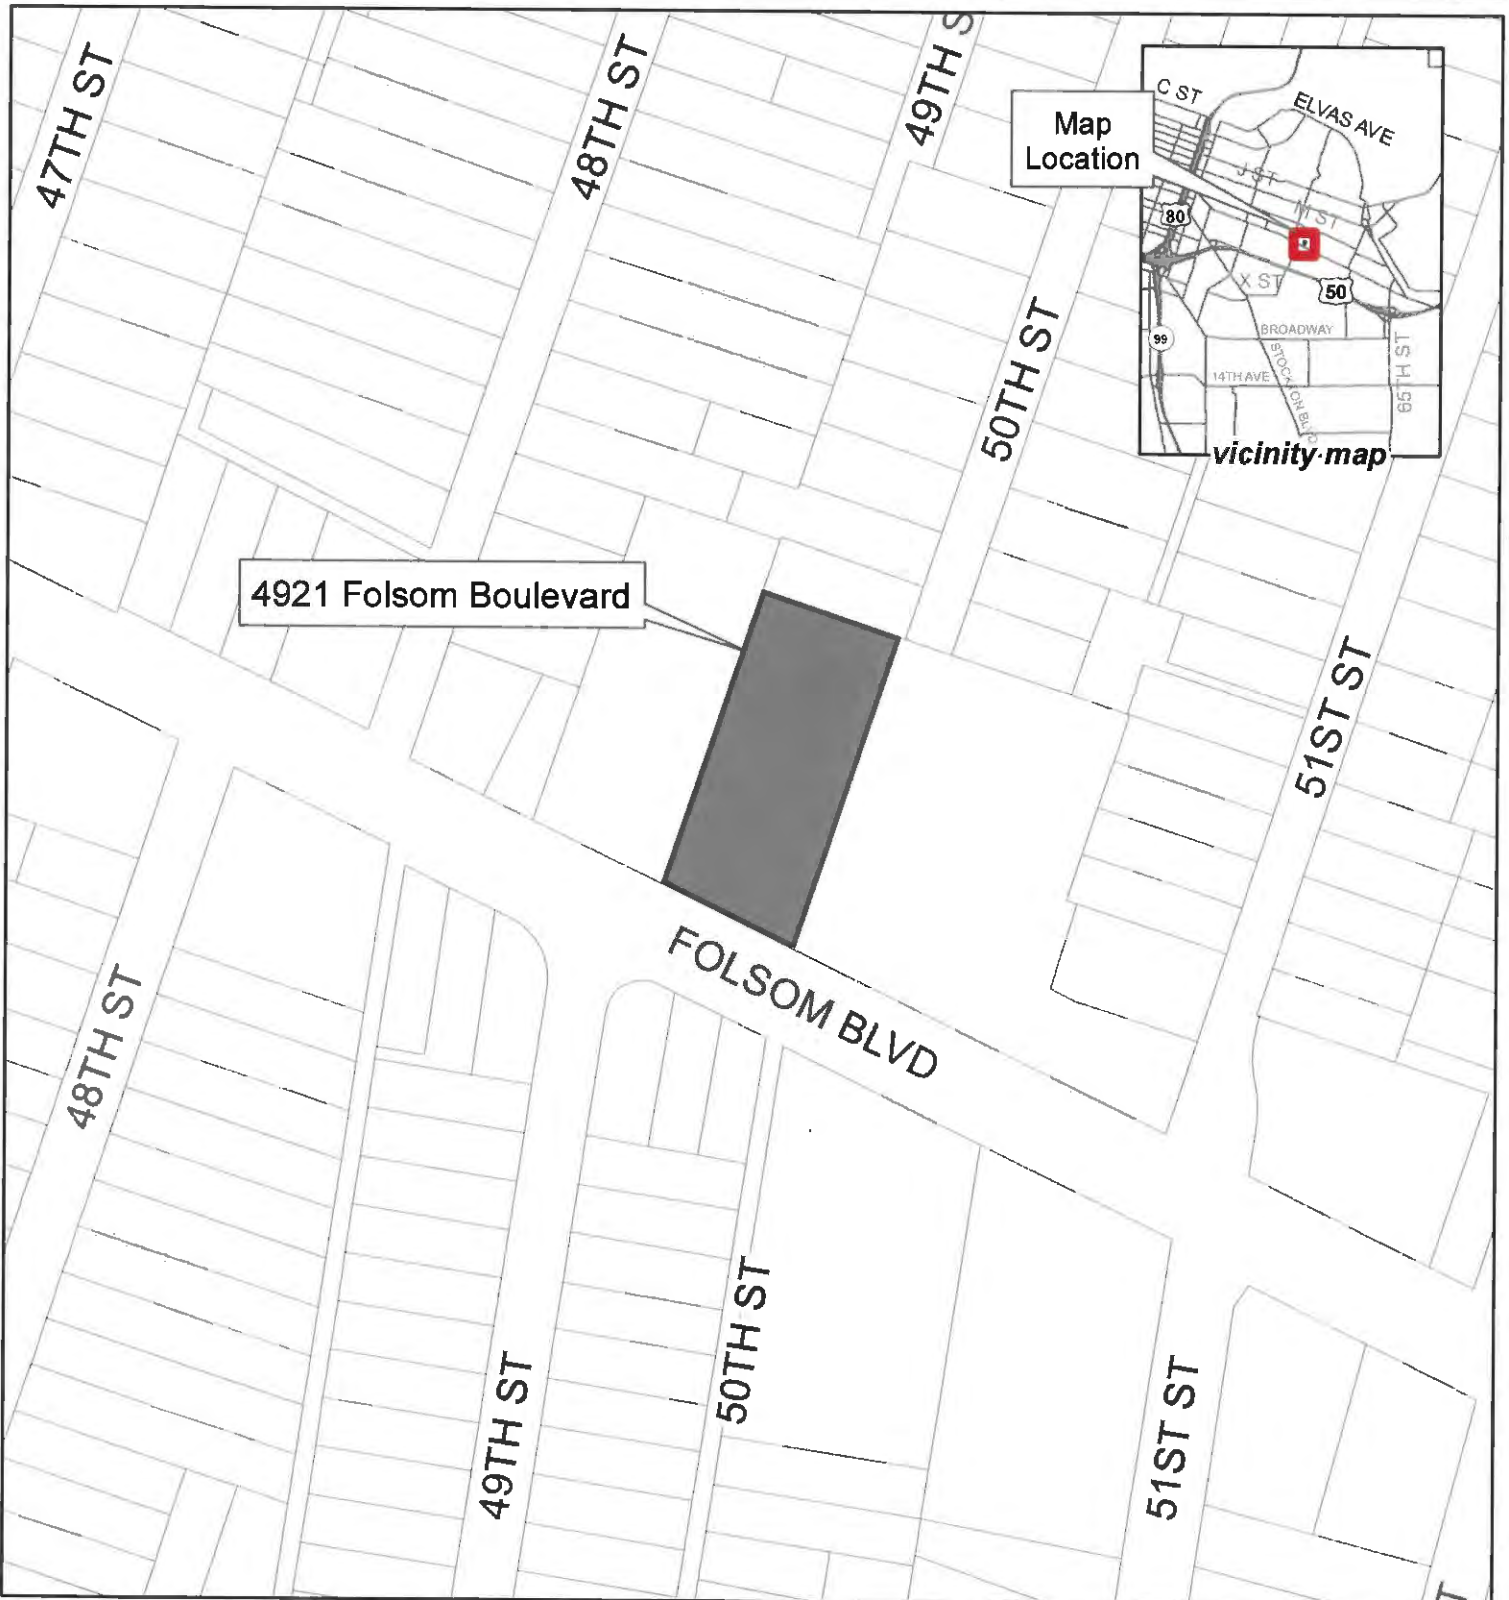 47TH ST
48TH ST
49TH S
Map
Location
C ST
ELVAS AVE
J ST
M ST
80
X ST
50
BROADWAY
99
STOCKTON BLVD
14TH AVE
65TH ST
vicinity map
50TH ST
4921 Folsom Boulevard
51ST ST
FOLSOM BLVD
48TH ST
50TH ST
49TH ST
51ST ST
T